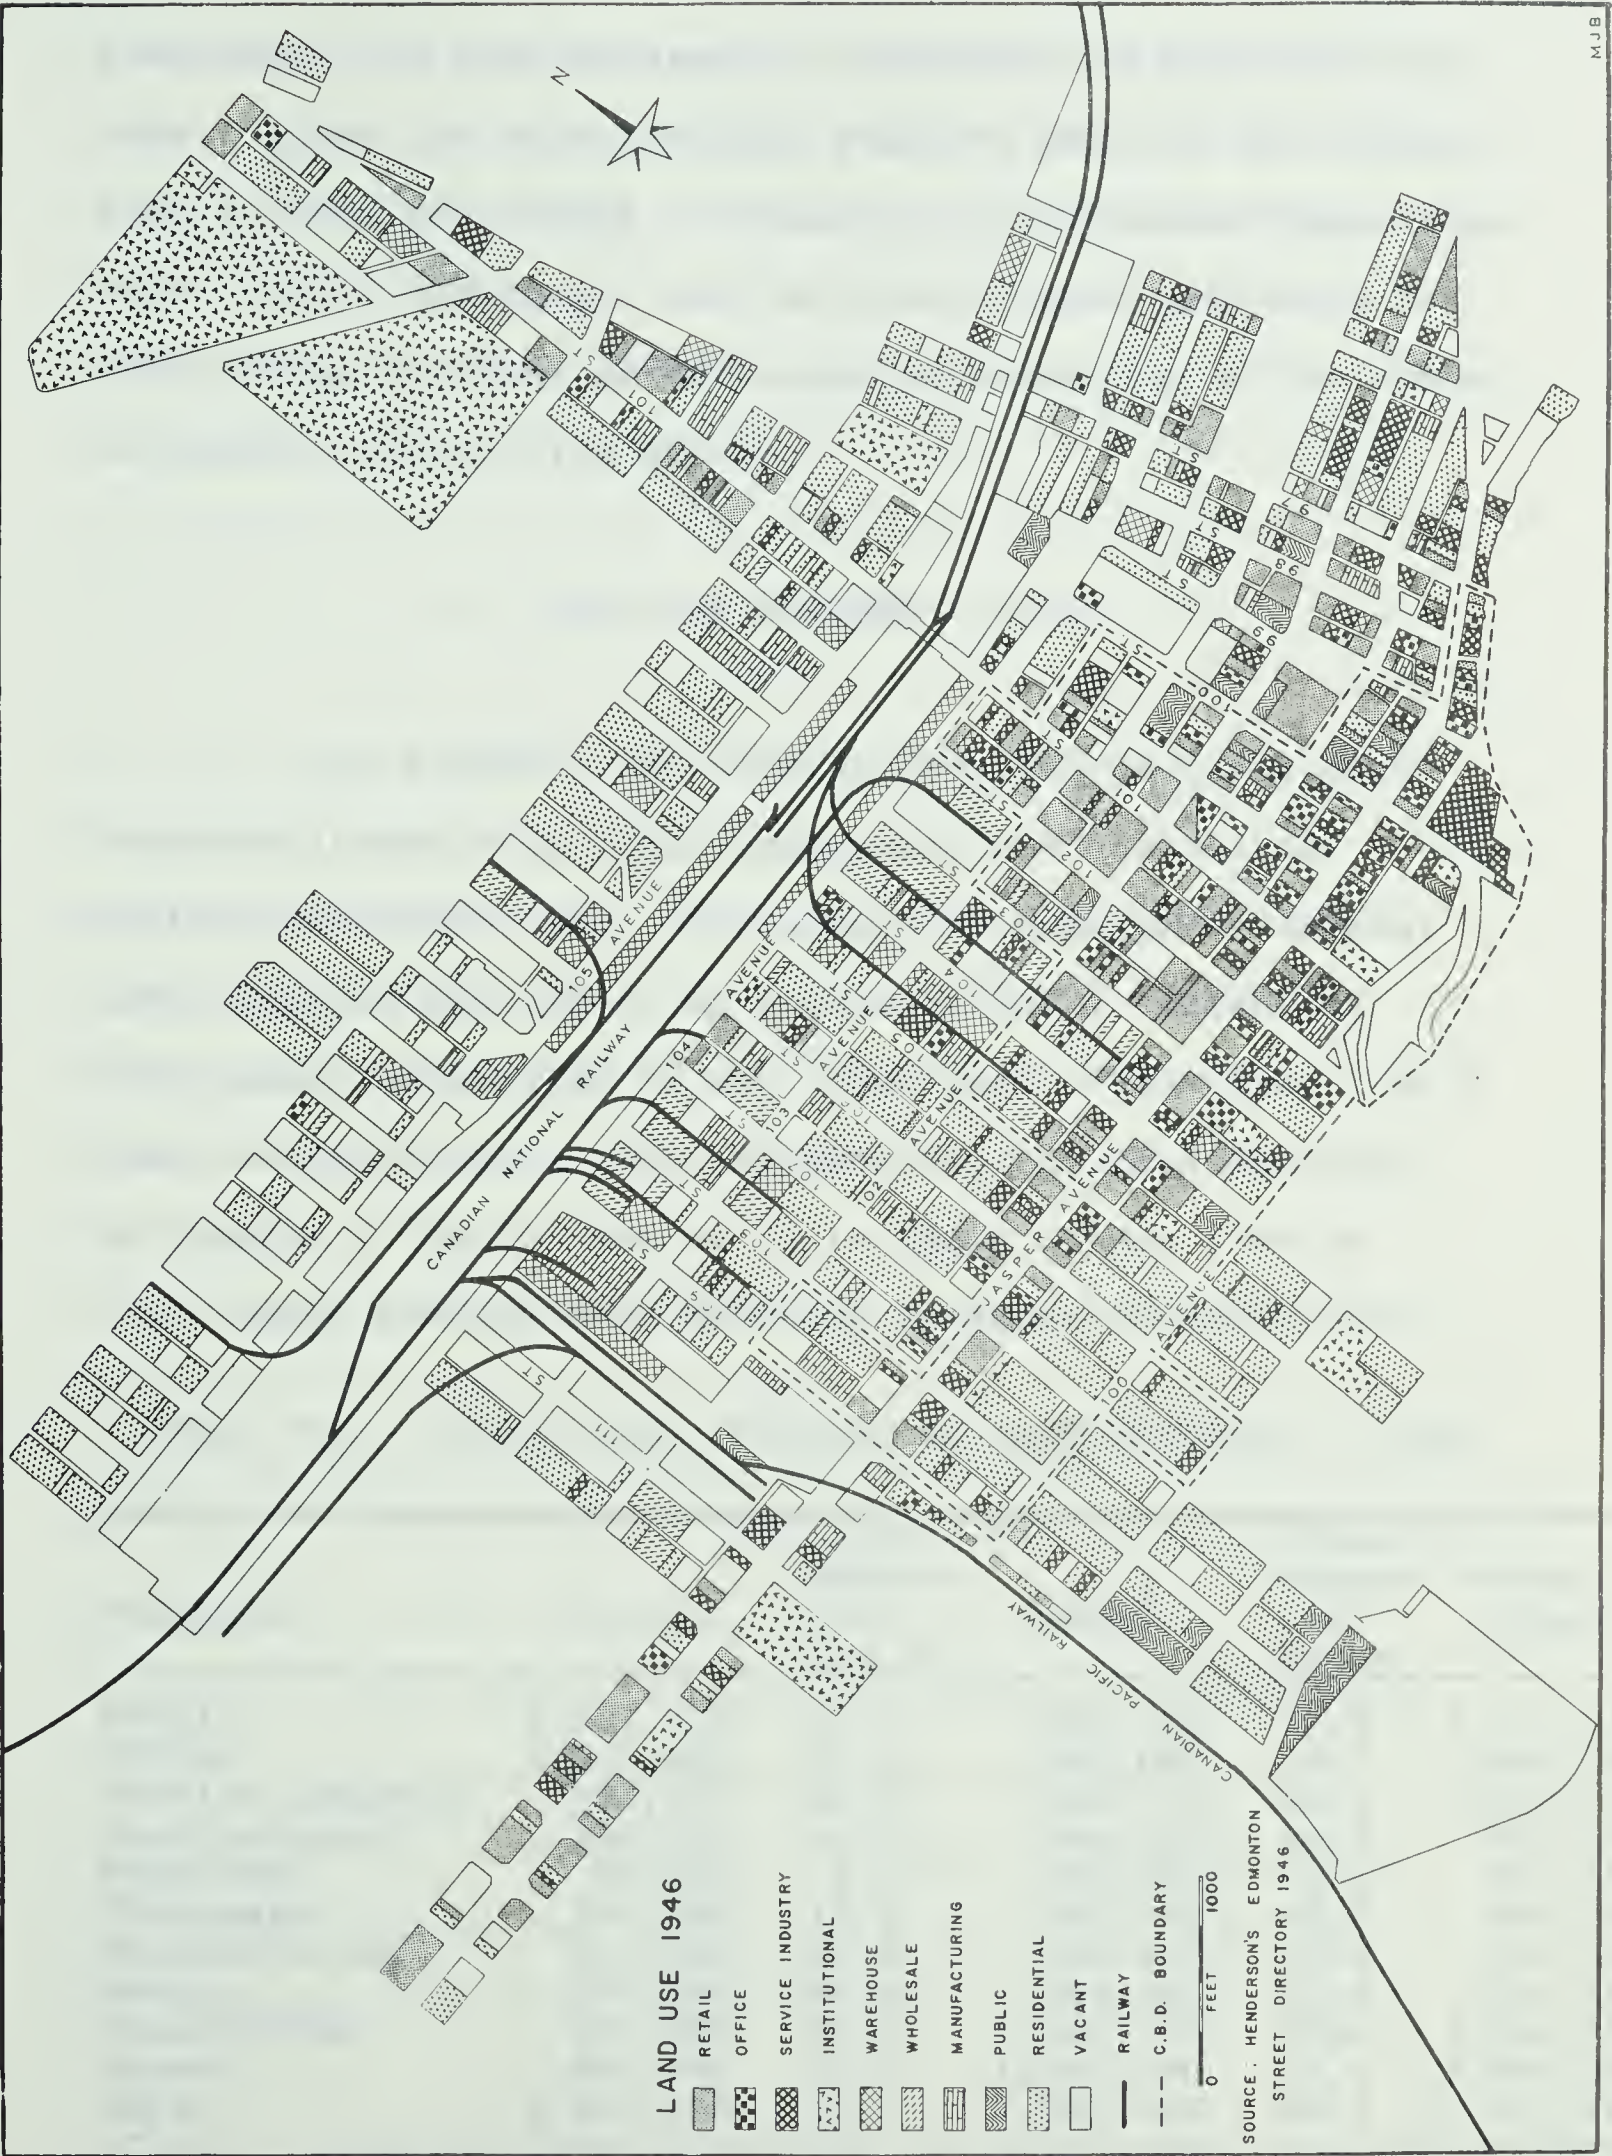 LAND USE 1946
RETAIL
OFFICE
SERVICE INDUSTRY
INSTITUTIONAL
WAREHOUSE
WHOLESALE
MANUFACTURING
PUBLIC
RESIDENTIAL
VACANT
RAILWAY
C.B.D. BOUNDARY
0 FEET 1000
SOURCE : HENDERSON'S EDMONTON
STREET DIRECTORY 1946
N
CANADIAN NATIONAL RAILWAY
CANADIAN PACIFIC RAILWAY
105 AVENUE
104 AVENUE
103 AVENUE
102 AVENUE
JASPER AVENUE
100 AVENUE
111 ST
109 ST
108 ST
107 ST
105 ST
104 ST
103 ST
102 ST
101 ST
101 ST
100 ST
99 ST
98 ST
97 ST
MJB